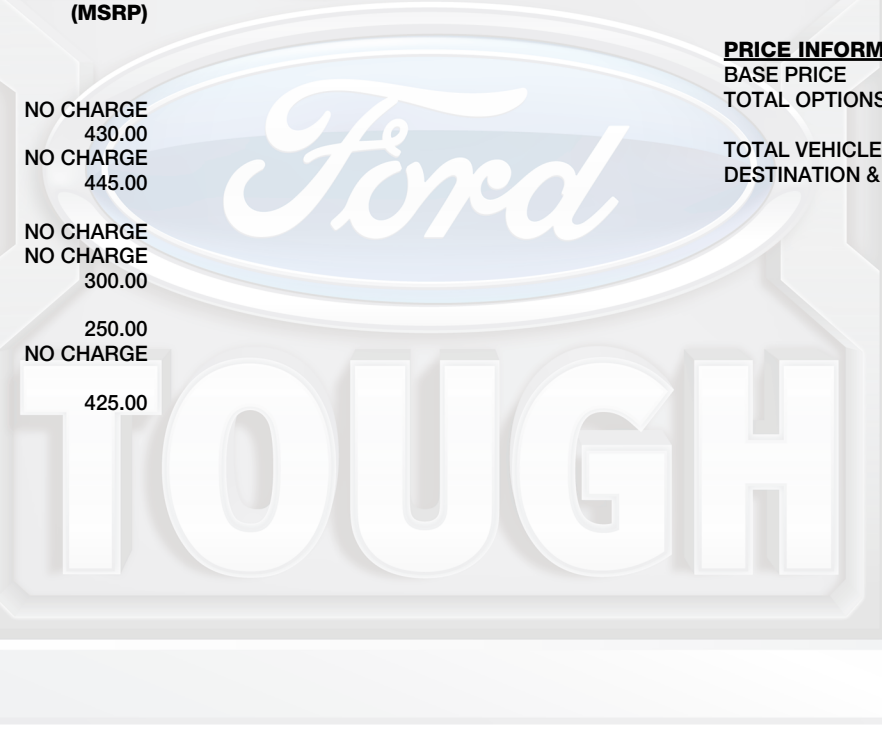 (MSRP)
NO CHARGE
430.00
NO CHARGE
445.00
NO CHARGE
NO CHARGE
300.00
250.00
NO CHARGE
425.00
PRICE INFORM
BASE PRICE
TOTAL OPTIONS
TOTAL VEHICLE
DESTINATION &
Ford
TOUGH